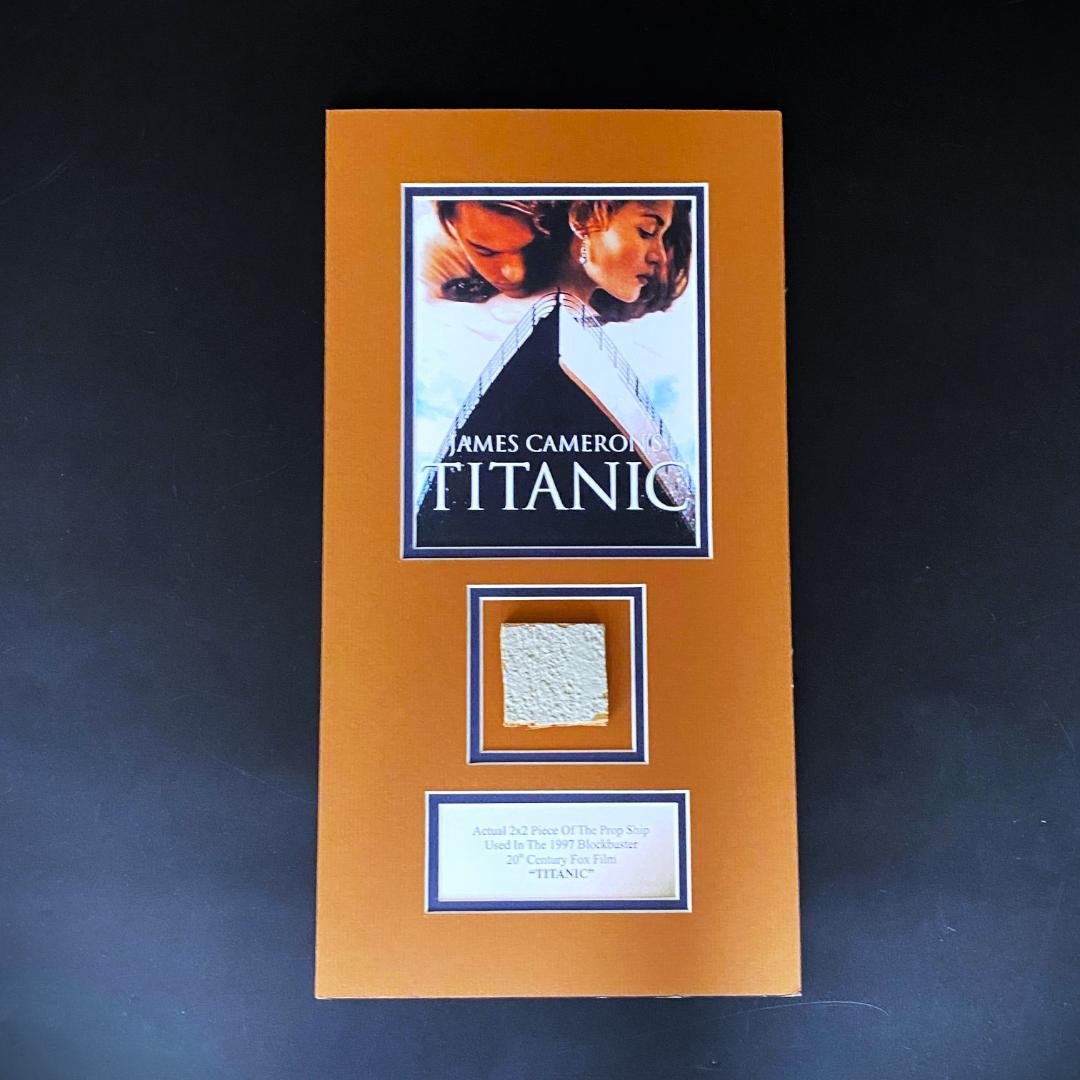 JAMES CAMERON'S
TITANIC
Actual 2x2 Piece Of The Prop Ship
Used In The 1997 Blockbuster
20th Century Fox Film
“TITANIC”